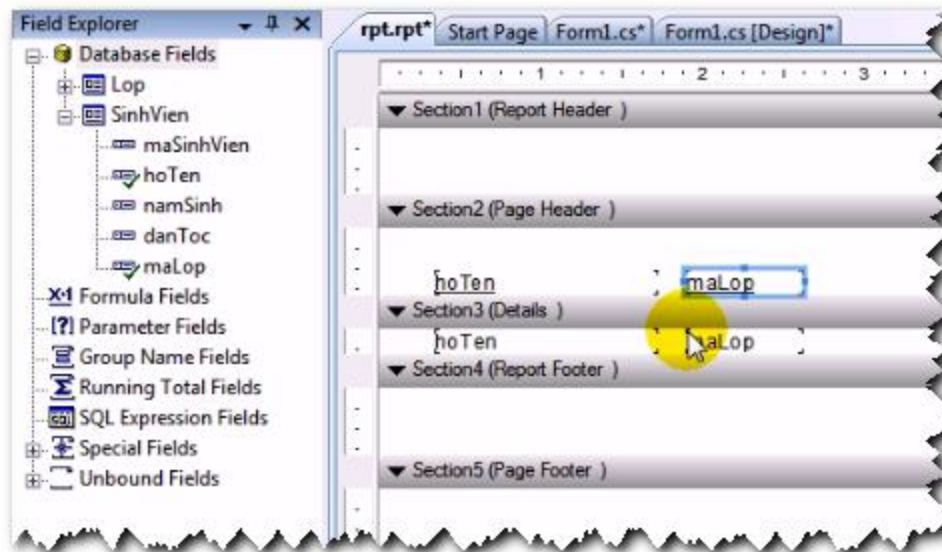 Field Explorer
Database Fields
Lop
SinhVien
maSinhVien
hoTen
namSinh
danToc
maLop
Formula Fields
Parameter Fields
Group Name Fields
Running Total Fields
SQL Expression Fields
Special Fields
Unbound Fields
rpt.rpt* Start Page Form1.cs* Form1.cs [Design]*
1 2 3
Section1 (Report Header )
Section2 (Page Header )
hoTen maLop
Section3 (Details )
hoTen maLop
Section4 (Report Footer )
Section5 (Page Footer )